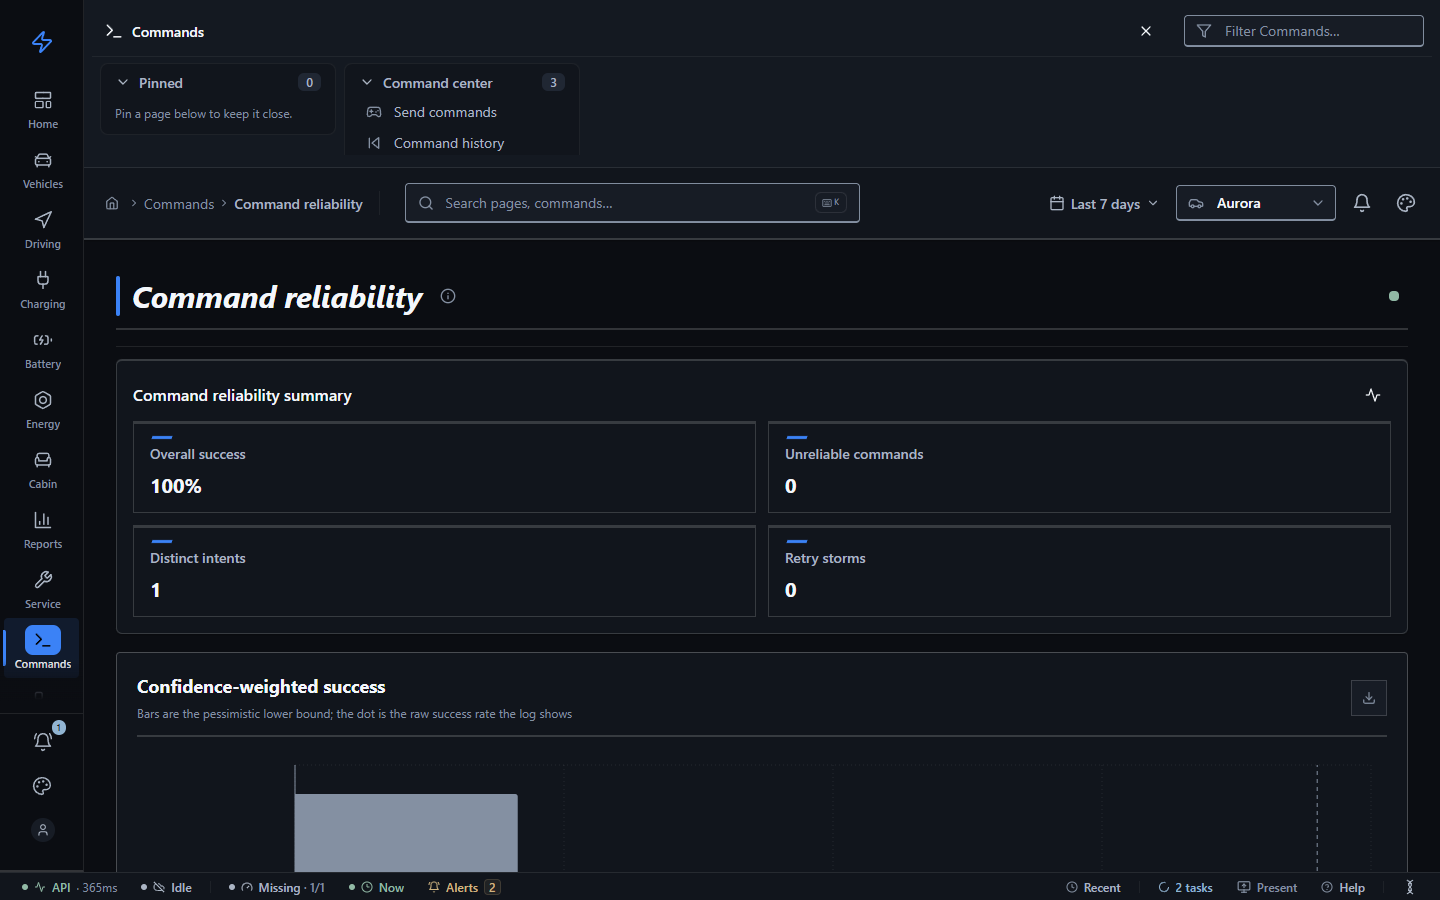 Commands
Filter Commands...
Pinned
0
Pin a page below to keep it close.
Command center
3
Send commands
Command history
Home
Vehicles
Driving
Charging
Battery
Energy
Cabin
Reports
Service
Commands
1
Commands
Command reliability
Search pages, commands...
K
Last 7 days
Aurora
Command reliability
Command reliability summary
Overall success
100%
Unreliable commands
0
Distinct intents
1
Retry storms
0
Confidence-weighted success
Bars are the pessimistic lower bound; the dot is the raw success rate the log shows
API · 365ms
Idle
Missing · 1/1
Now
Alerts 2
Recent
2 tasks
Present
Help